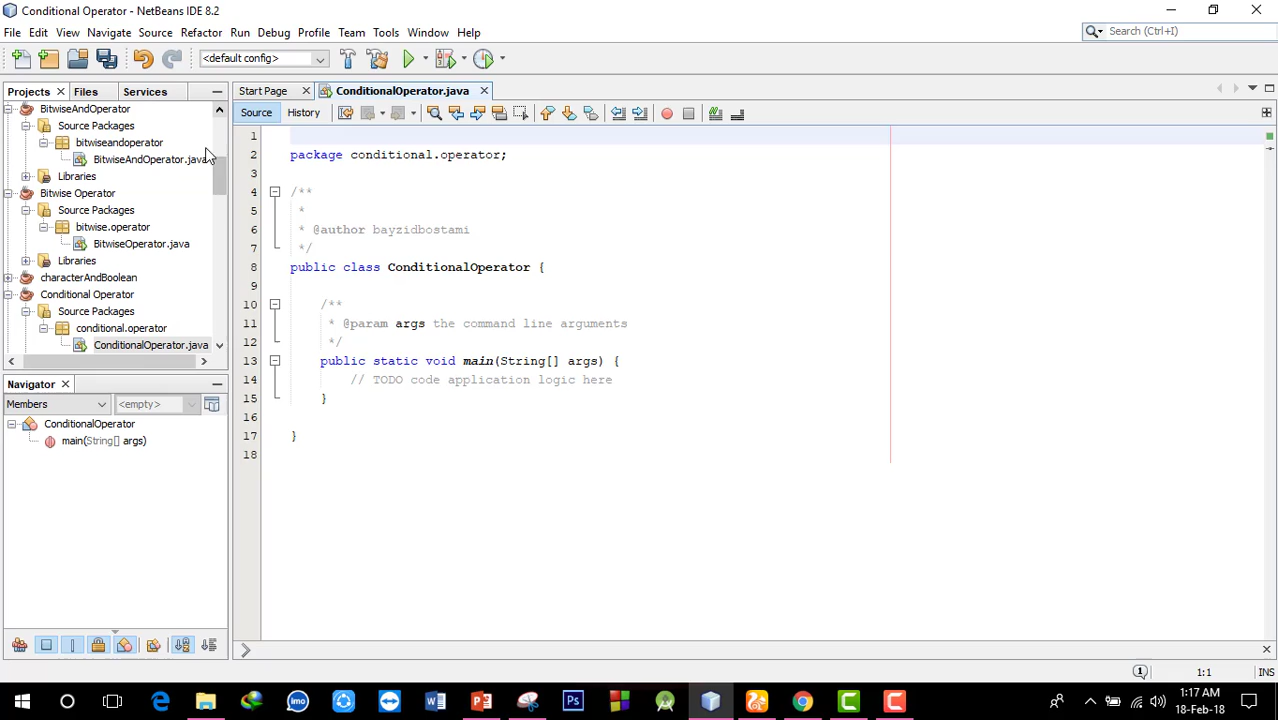 Conditional Operator - NetBeans IDE 8.2
File Edit View Navigate Source Refactor Run Debug Profile Team Tools Window Help
Search (Ctrl+I)
<default config>
Projects Files Services
Start Page ConditionalOperator.java
Source History
BitwiseAndOperator
Source Packages
bitwiseandoperator
BitwiseAndOperator.java
Libraries
Bitwise Operator
Source Packages
bitwise.operator
BitwiseOperator.java
Libraries
characterAndBoolean
Conditional Operator
Source Packages
conditional.operator
ConditionalOperator.java
Navigator
Members <empty>
ConditionalOperator
main(String[] args)
1
2 package conditional.operator;
3
4 /**
5 *
6 * @author bayzidbostami
7 */
8 public class ConditionalOperator {
9
10 /**
11 * @param args the command line arguments
12 */
13 public static void main(String[] args) {
14 // TODO code application logic here
15 }
16
17 }
18
1 1:1 INS
imo W P Ps
1:17 AM
18-Feb-18